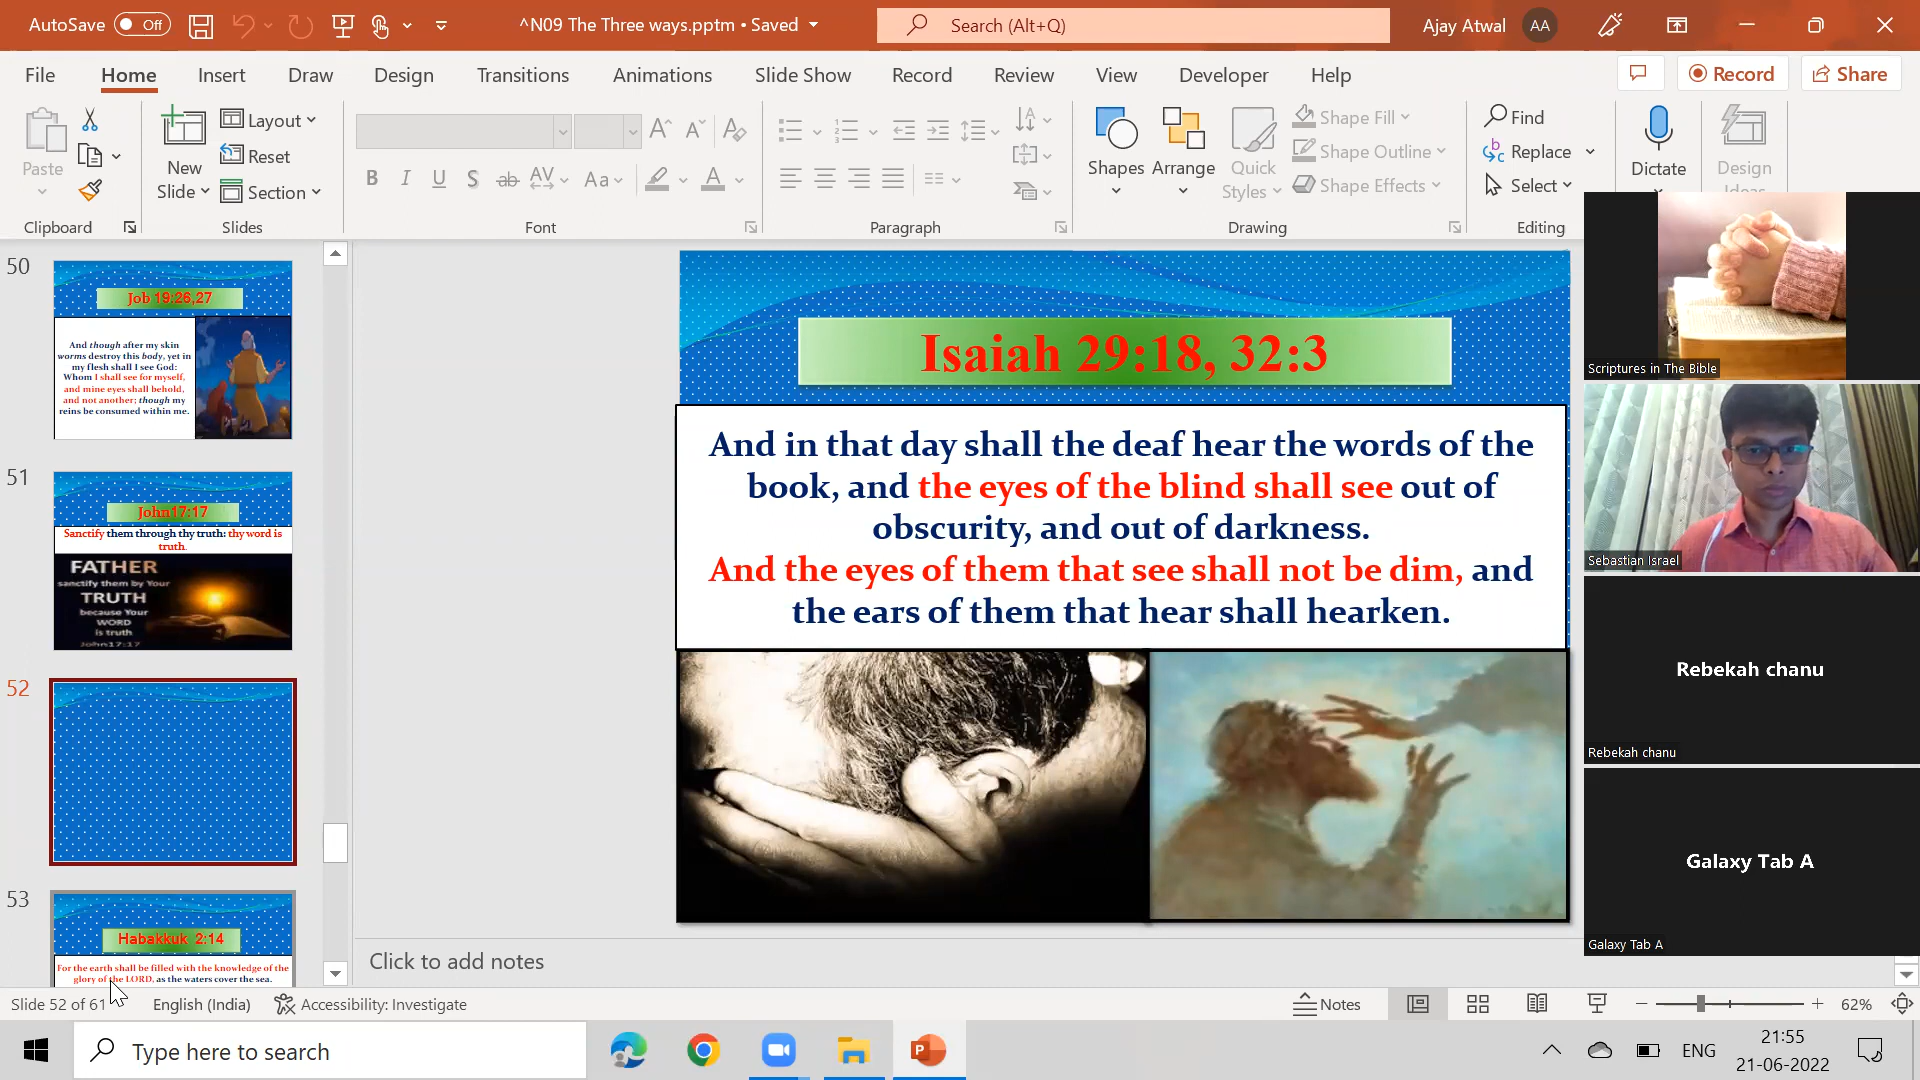 AutoSave Off
^N09 The Three ways.pptm • Saved
Search (Alt+Q)
Ajay Atwal AA
File Home Insert Draw Design Transitions Animations Slide Show Record Review View Developer Help
Record Share
Paste
Clipboard
New Slide
Layout
Reset
Section
Slides
Font
Paragraph
Shapes
Arrange
Quick Styles
Shape Fill
Shape Outline
Shape Effects
Drawing
Find
Replace
Select
Editing
Dictate
Design Ideas
50
Job 19:26,27
And though after my skin
worms destroy this body, yet in
my flesh shall I see God:
Whom I shall see for myself,
and mine eyes shall behold,
and not another; though my
reins be consumed within me.
51
John17:17
Sanctify them through thy truth: thy word is
truth.
FATHER
sanctify them by Your
TRUTH
because Your
WORD
is truth
John17:17
52
53
Habakkuk 2:14
For the earth shall be filled with the knowledge of the
glory of the LORD, as the waters cover the sea.
Isaiah 29:18, 32:3
And in that day shall the deaf hear the words of the
book, and the eyes of the blind shall see out of
obscurity, and out of darkness.
And the eyes of them that see shall not be dim, and
the ears of them that hear shall hearken.
Click to add notes
Scriptures in The Bible
Sebastian Israel
Rebekah chanu
Rebekah chanu
Galaxy Tab A
Galaxy Tab A
Slide 52 of 61
English (India)
Accessibility: Investigate
Notes
62%
Type here to search
ENG
21:55
21-06-2022